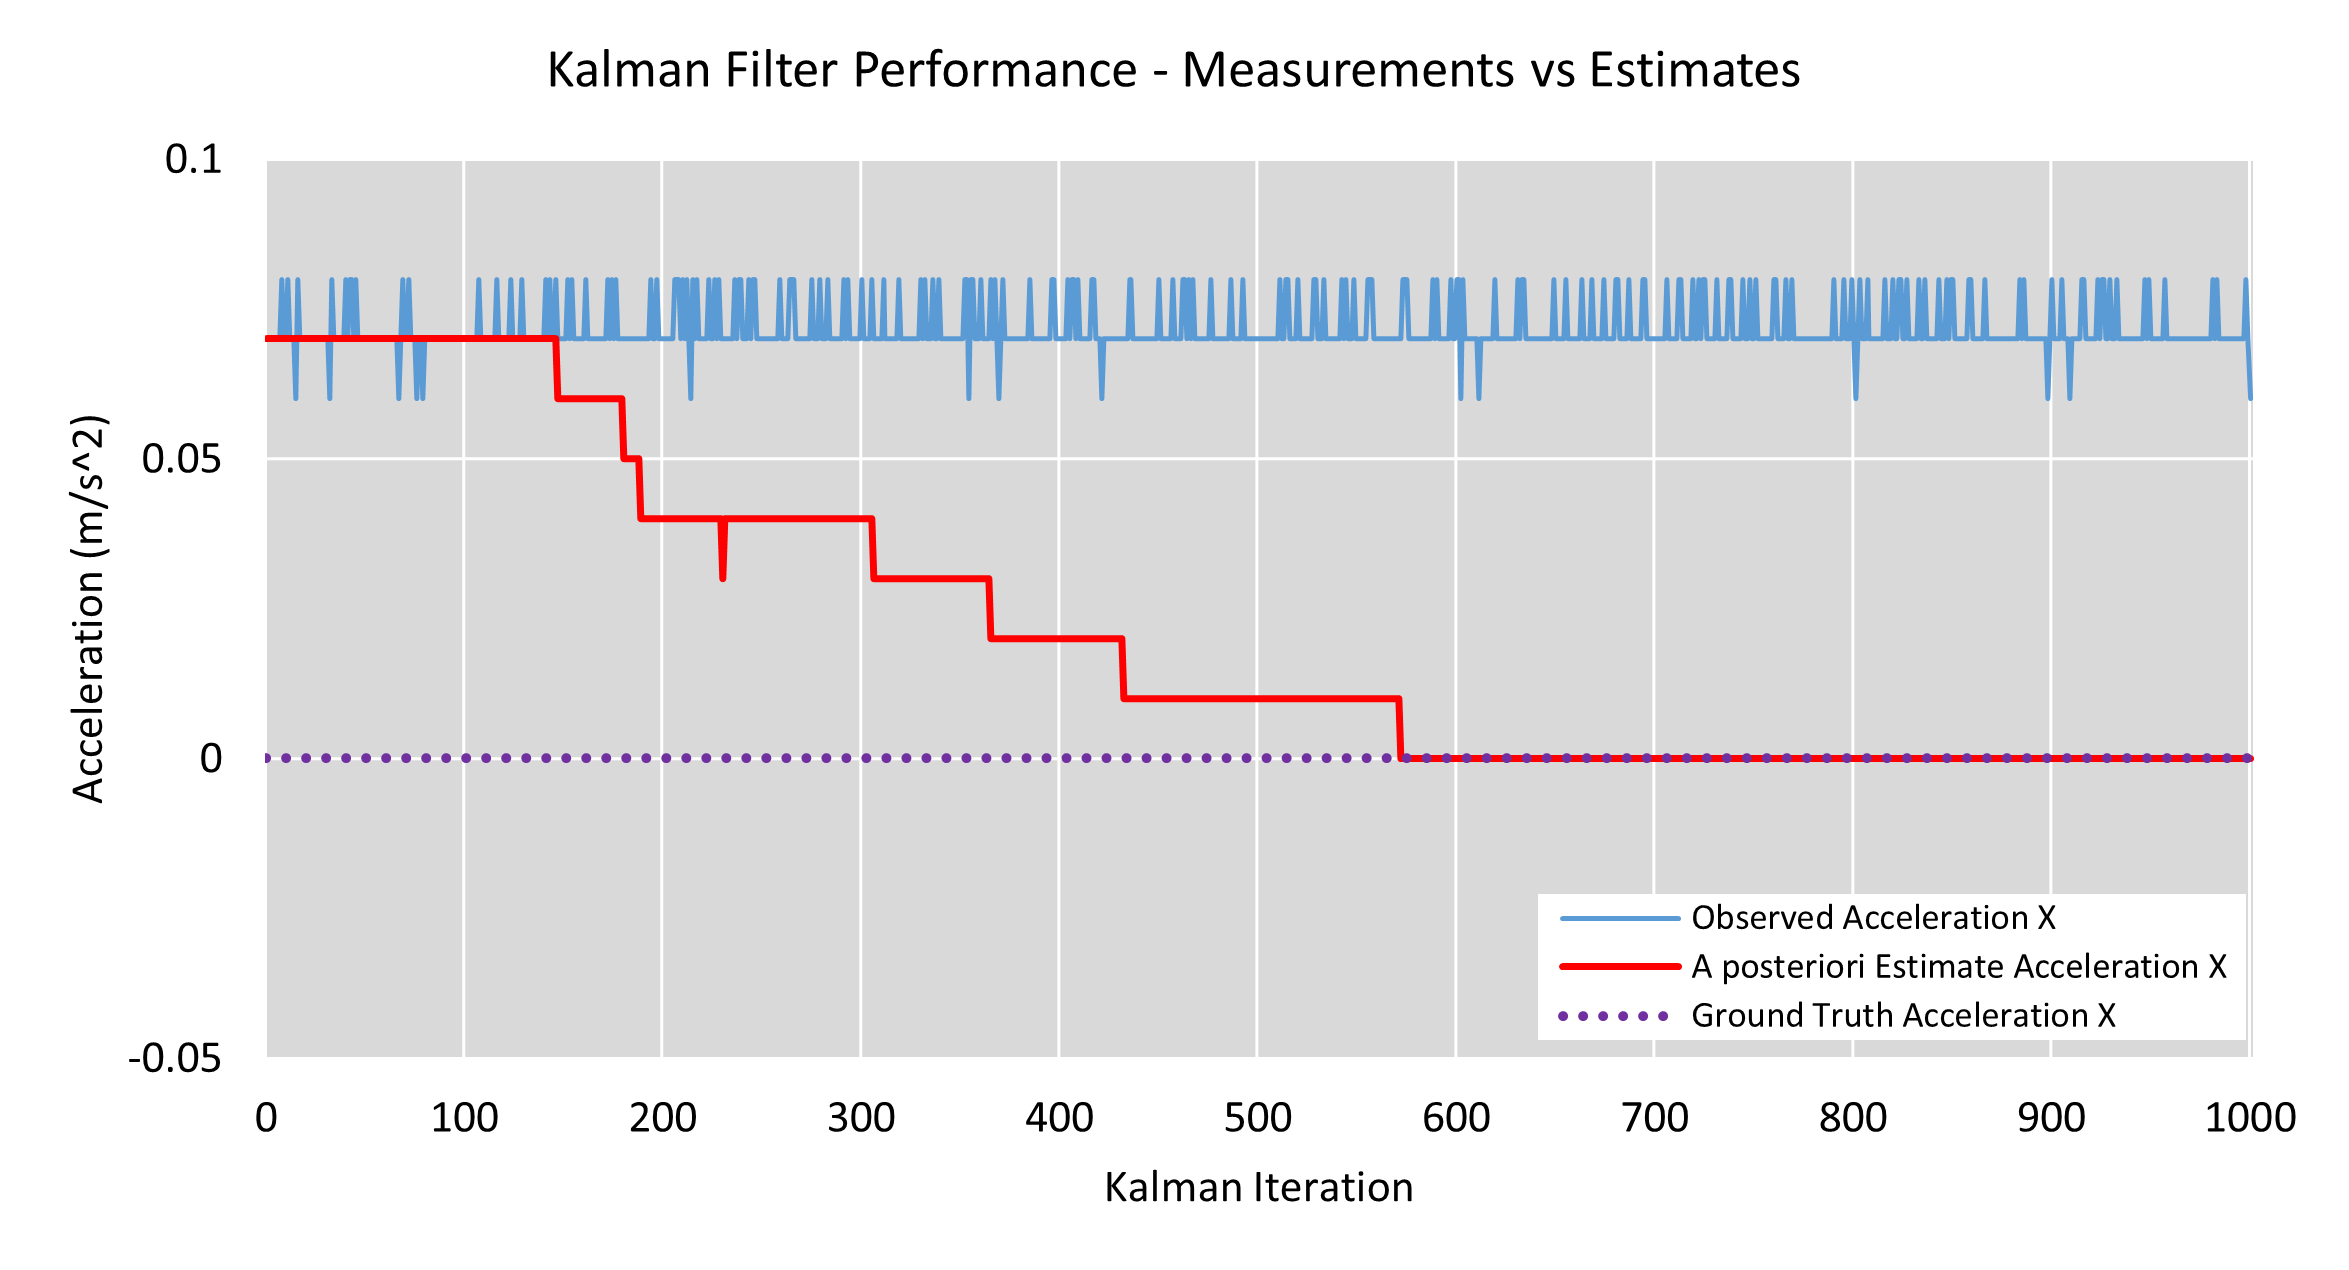 Kalman Filter Performance - Measurements vs Estimates
0.1
0.05
0
-0.05
Acceleration (m/s^2)
0 100 200 300 400 500 600 700 800 900 1000
Kalman Iteration
Observed Acceleration X
A posteriori Estimate Acceleration X
Ground Truth Acceleration X